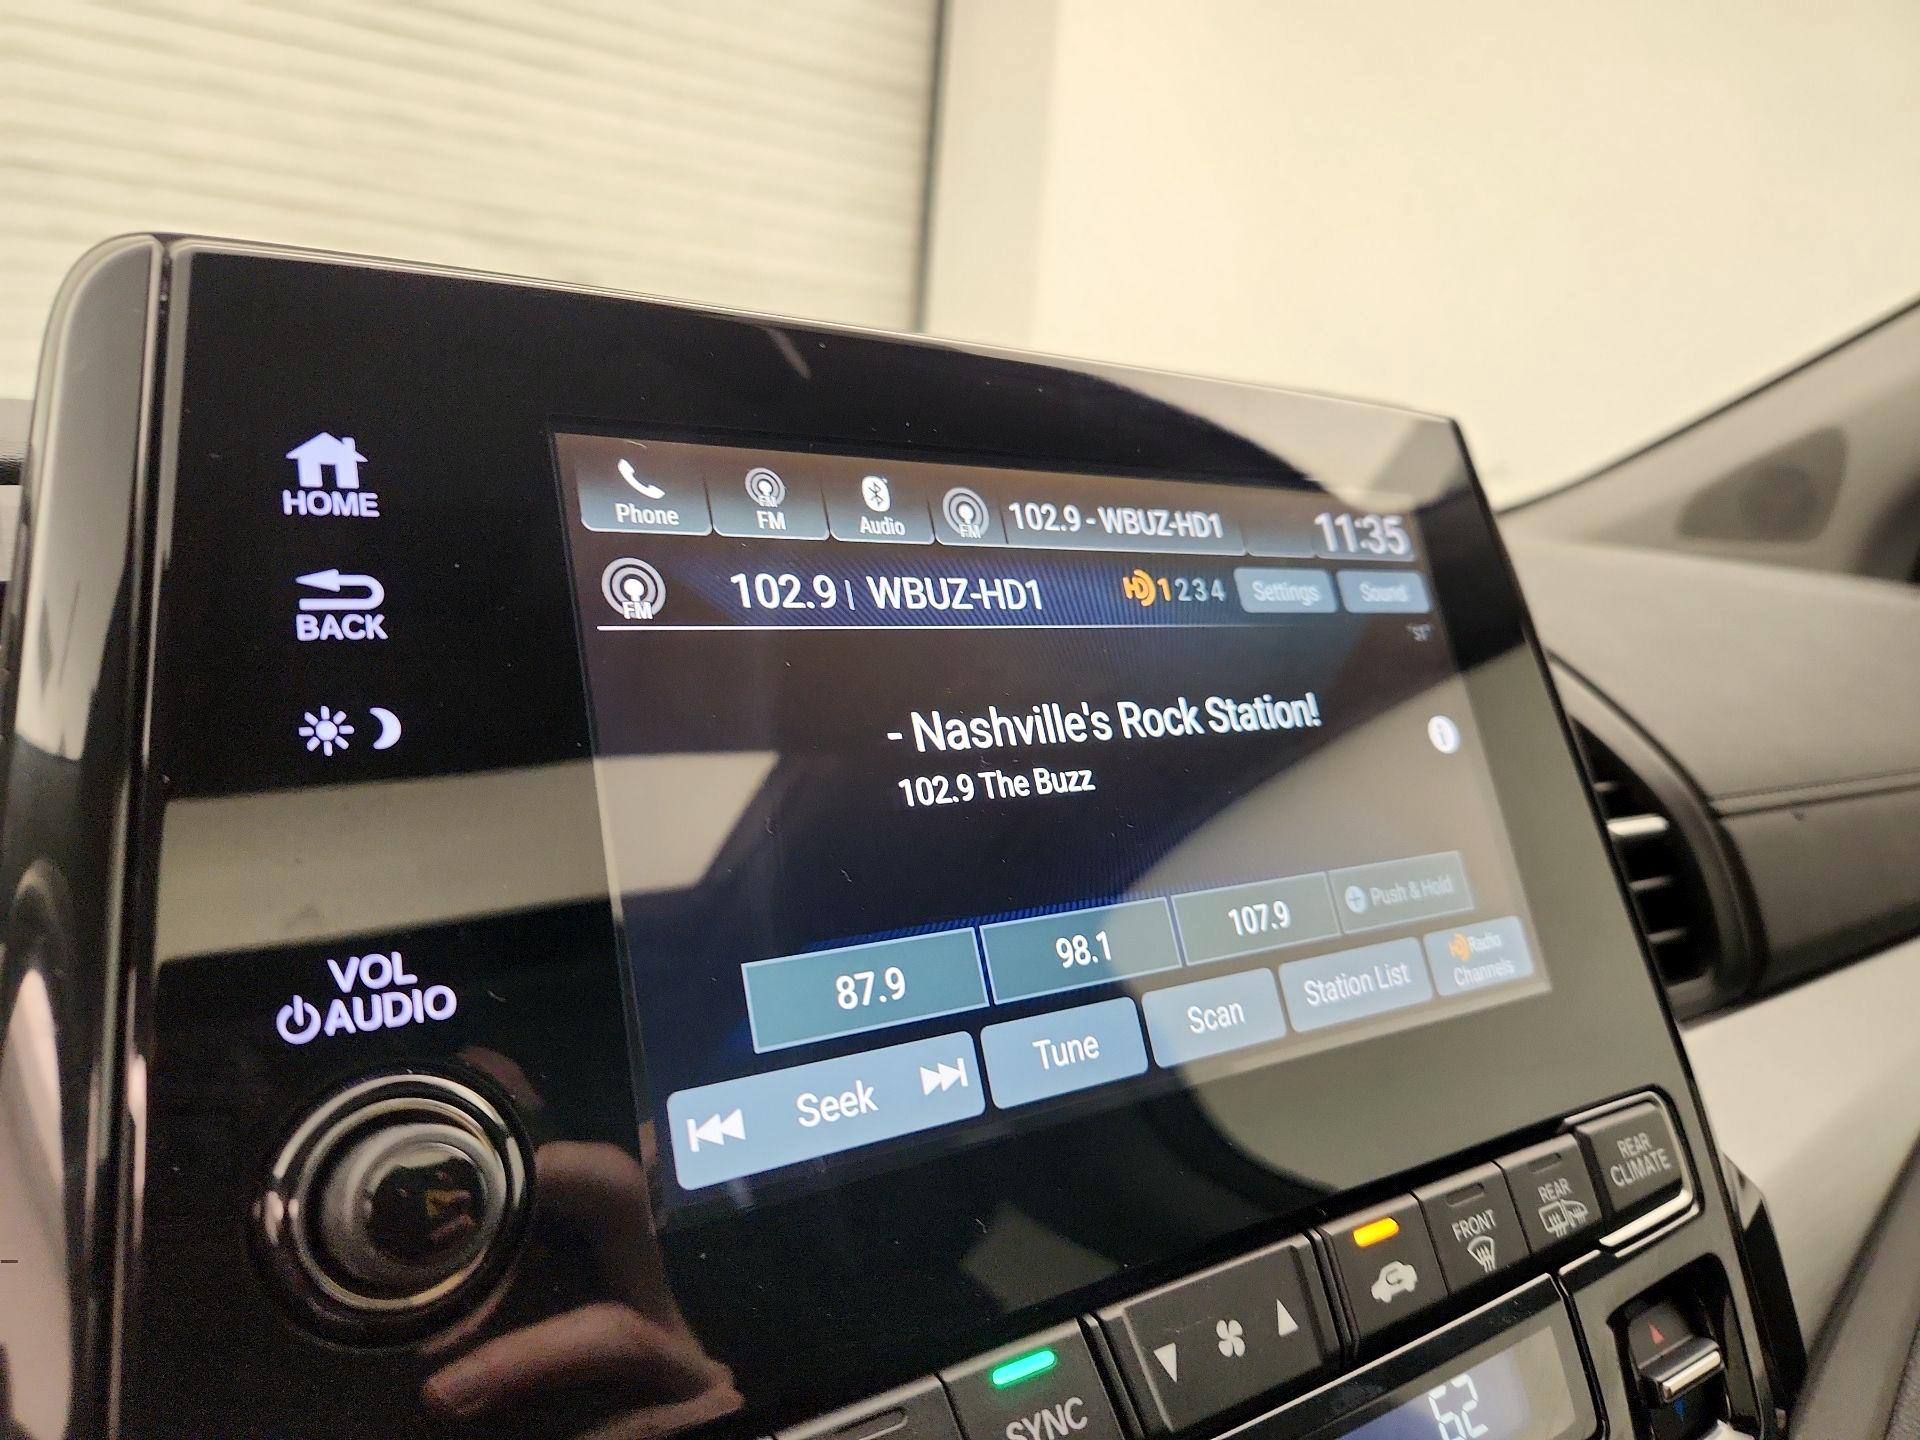 HOME
BACK
VOL
AUDIO
Phone
FM
FM
Audio
FM
102.9 - WBUZ-HD1
11:35
FM
102.9 | WBUZ-HD1
HD 1 2 3 4
Settings
Sound
- Nashville's Rock Station!
102.9 The Buzz
87.9
98.1
107.9
Push & Hold
Seek
Tune
Scan
Station List
HD Radio
Channels
SYNC
FRONT
REAR
REAR
CLIMATE
62